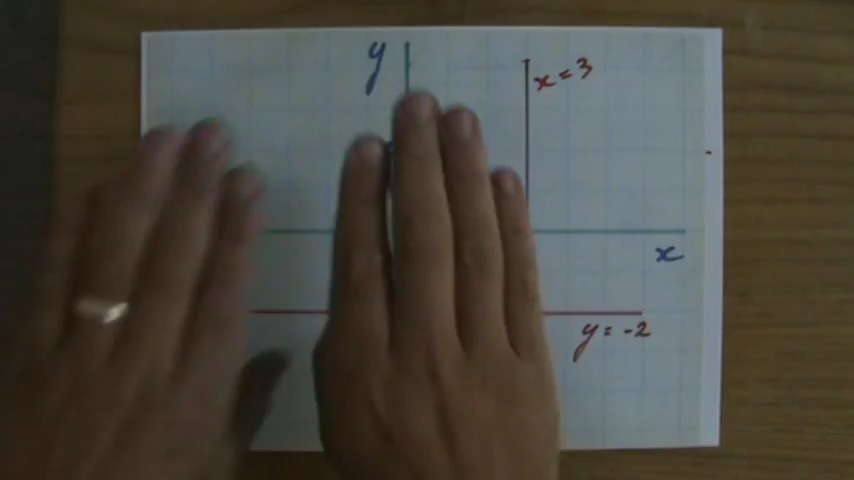 y
x = 3
x
y = -2